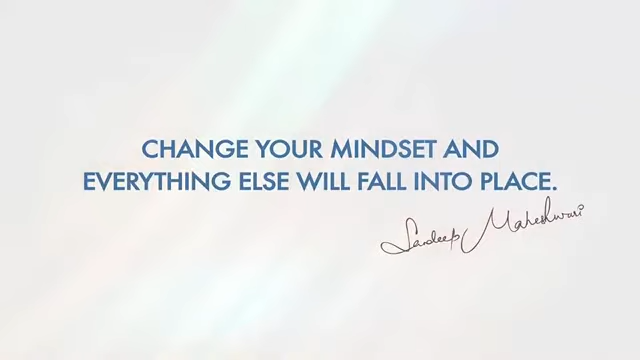 CHANGE YOUR MINDSET AND
EVERYTHING ELSE WILL FALL INTO PLACE.
Sandeep Maheshwari